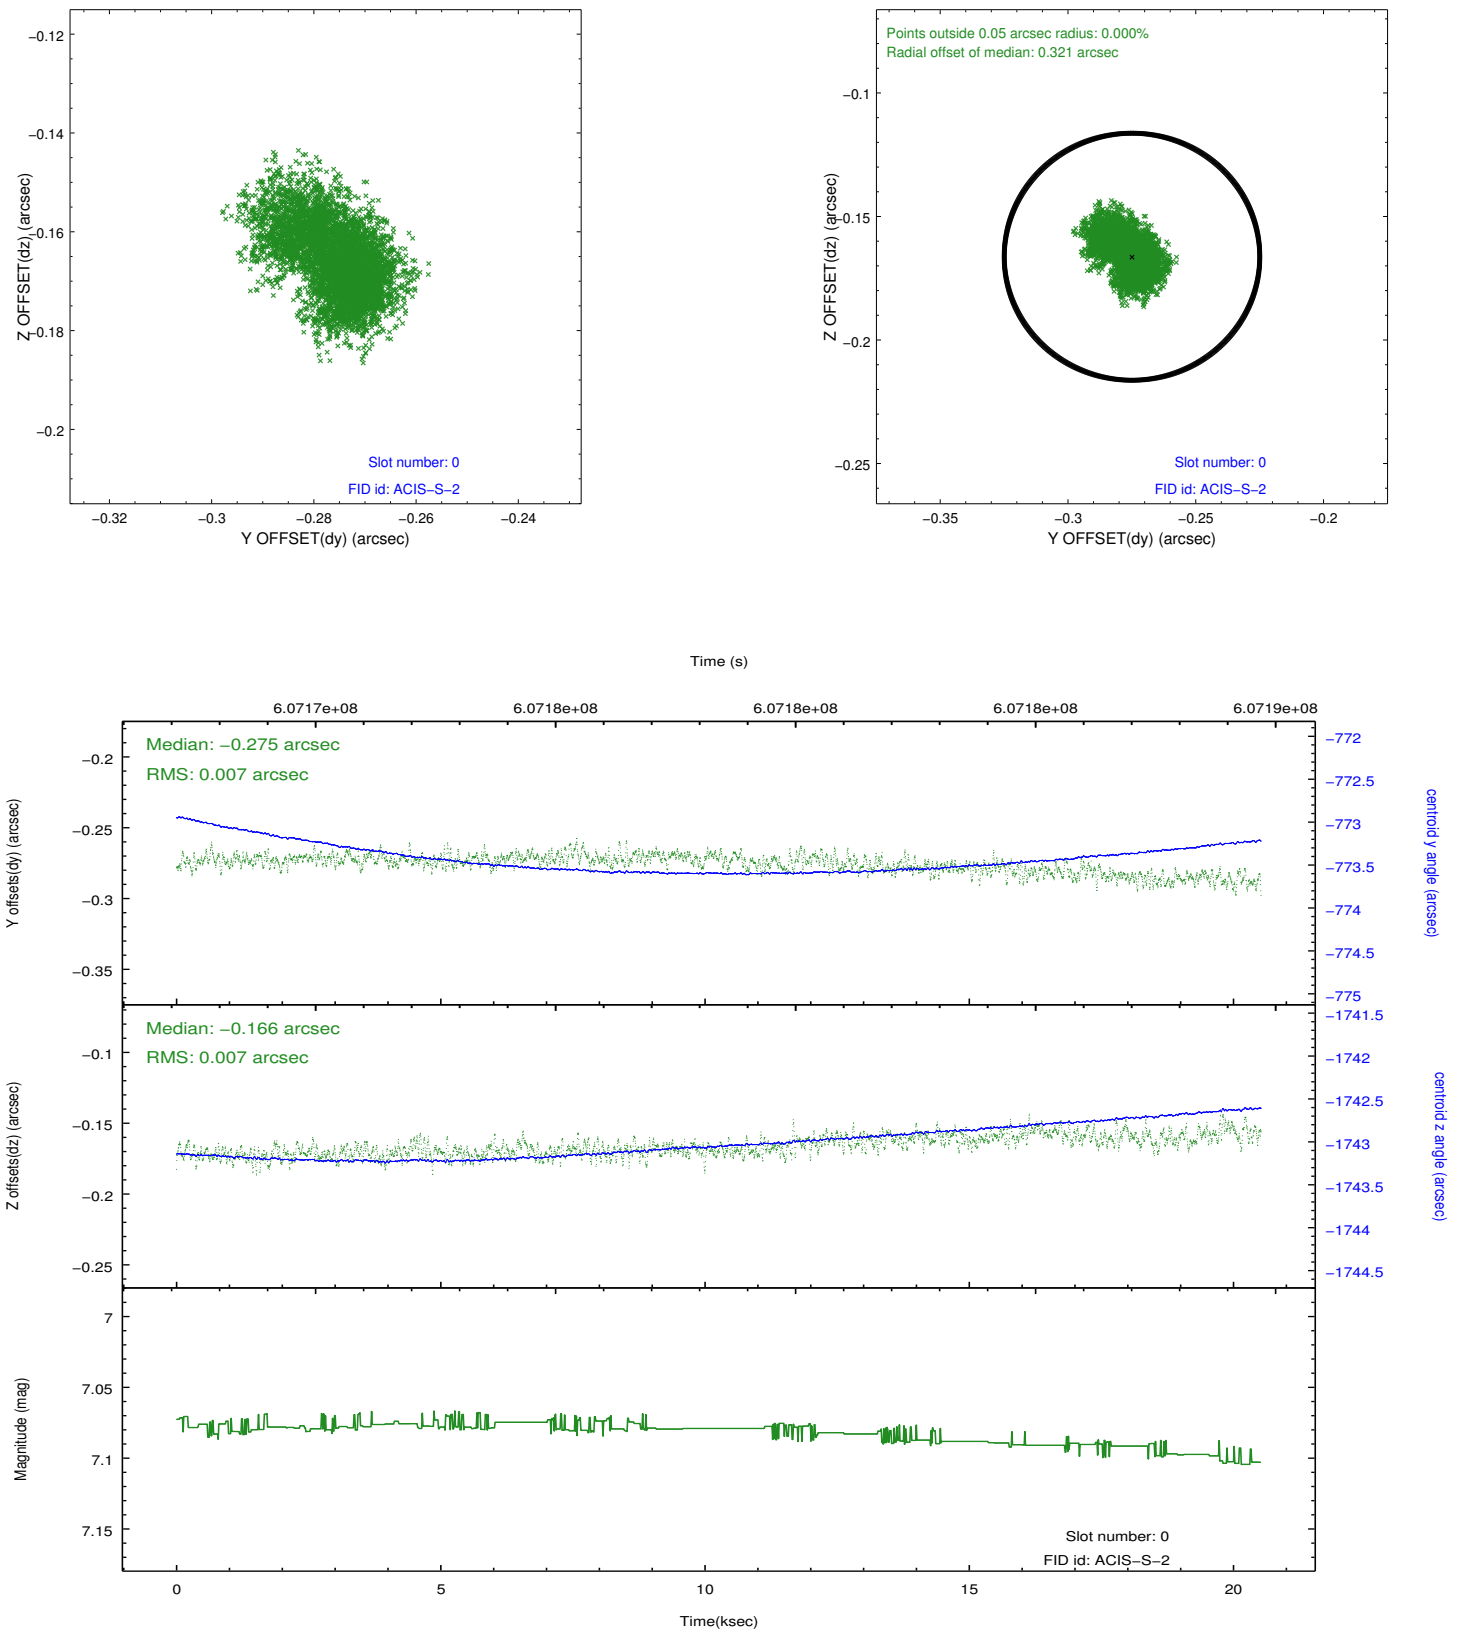 −0.12
−0.14
−0.16
−0.18
−0.2
Z OFFSET(dz) (arcsec)
Slot number: 0
FID id: ACIS−S−2
−0.32
−0.3
−0.28
−0.26
−0.24
Y OFFSET(dy) (arcsec)
Points outside 0.05 arcsec radius: 0.000%
Radial offset of median: 0.321 arcsec
−0.1
−0.15
−0.2
−0.25
Z OFFSET(dz) (arcsec)
Slot number: 0
FID id: ACIS−S−2
−0.35
−0.3
−0.25
−0.2
Y OFFSET(dy) (arcsec)
Time (s)
6.0717e+08
6.0718e+08
6.0718e+08
6.0718e+08
6.0719e+08
Median: −0.275 arcsec
RMS: 0.007 arcsec
−0.2
−0.25
−0.3
−0.35
Y offsets(dy) (arcsec)
−772
−772.5
−773
−773.5
−774
−774.5
−775
centroid y angle (arcsec)
Median: −0.166 arcsec
RMS: 0.007 arcsec
−0.1
−0.15
−0.2
−0.25
Z offsets(dz) (arcsec)
−1741.5
−1742
−1742.5
−1743
−1743.5
−1744
−1744.5
centroid z angle (arcsec)
7
7.05
7.1
7.15
Magnitude (mag)
Slot number: 0
FID id: ACIS−S−2
0
5
10
15
20
Time(ksec)